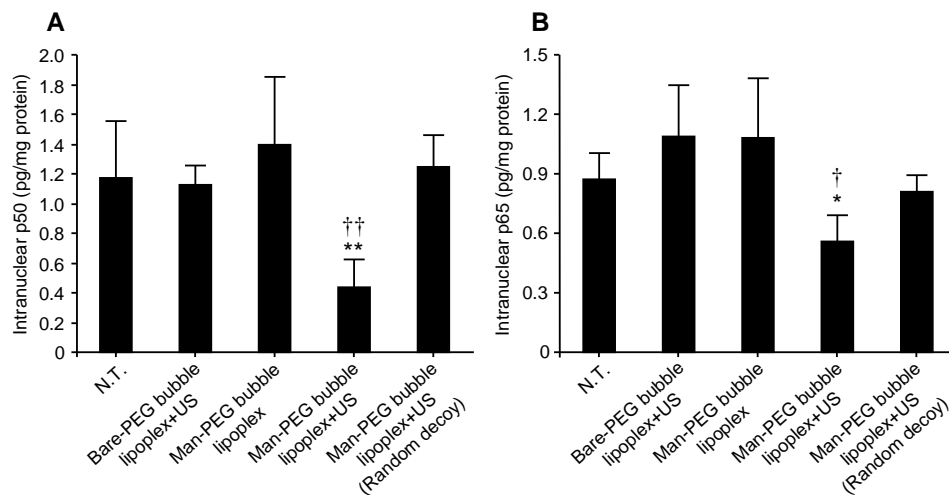 A
Intranuclear p50 (pg/mg protein)
2.0
1.8
1.6
1.4
1.2
1.0
0.8
0.6
0.4
0.2
0
††
**
N.T.
Bare-PEG bubble
lipoplex+US
Man-PEG bubble
lipoplex
Man-PEG bubble
lipoplex+US
Man-PEG bubble
lipoplex+US
(Random decoy)
B
Intranuclear p65 (pg/mg protein)
1.5
1.2
0.9
0.6
0.3
0
†
*
N.T.
Bare-PEG bubble
lipoplex+US
Man-PEG bubble
lipoplex
Man-PEG bubble
lipoplex+US
Man-PEG bubble
lipoplex+US
(Random decoy)